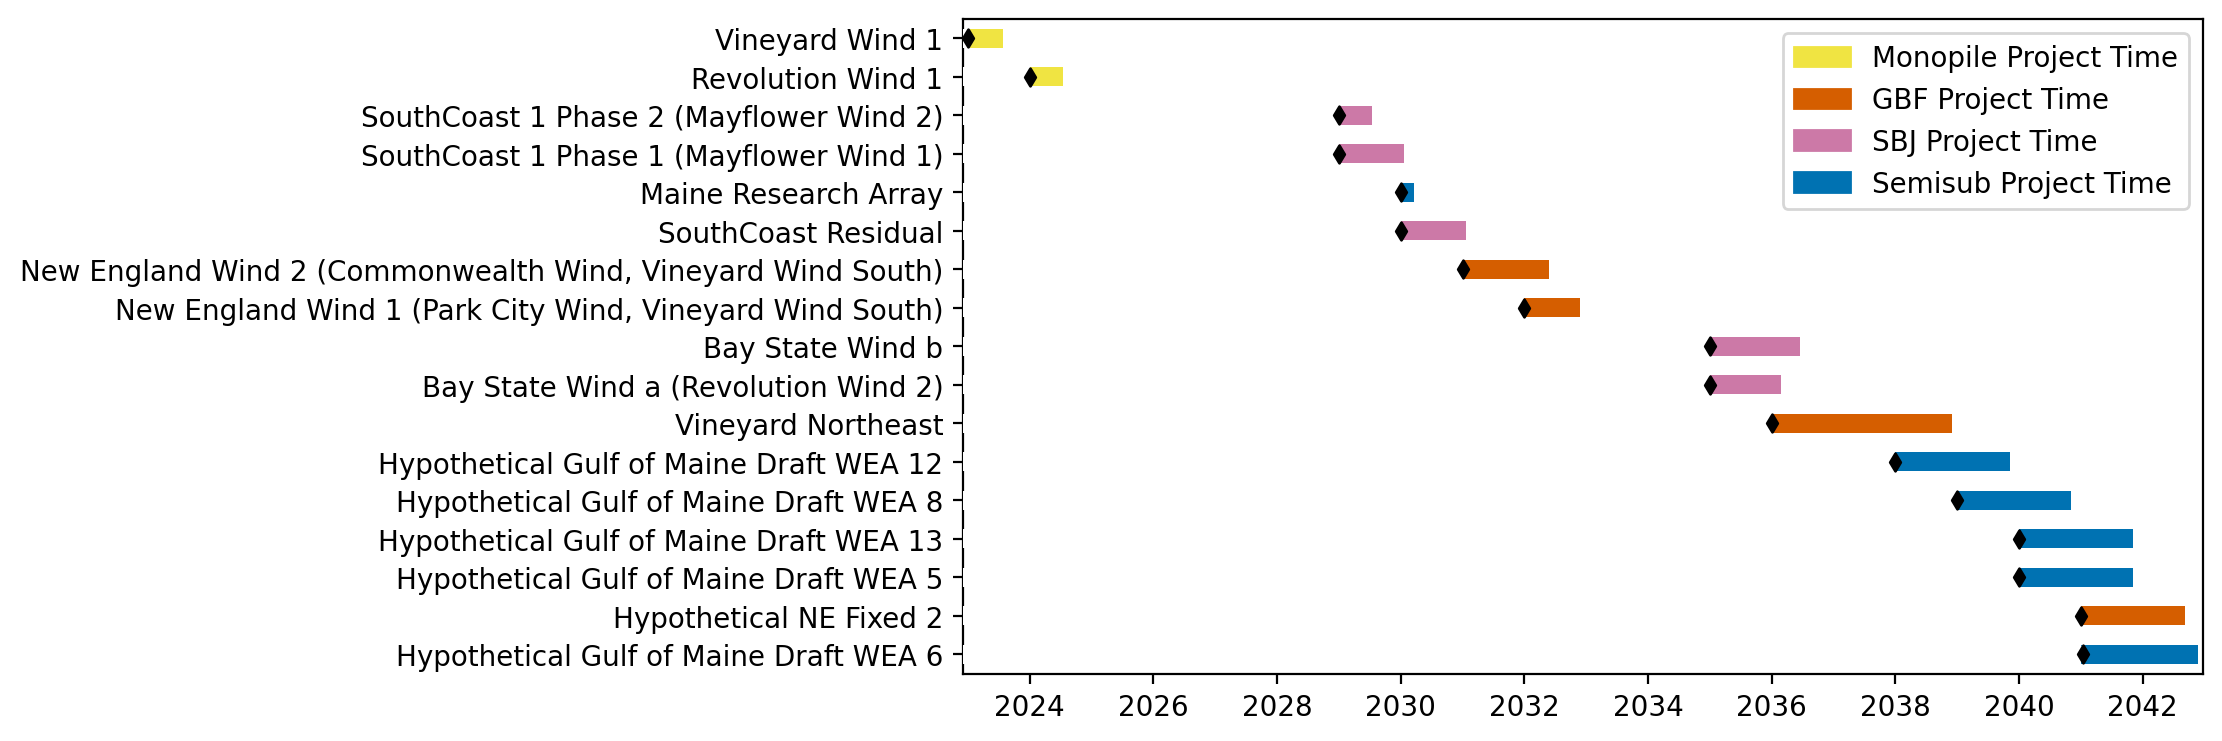 Vineyard Wind 1
Revolution Wind 1
SouthCoast 1 Phase 2 (Mayflower Wind 2)
SouthCoast 1 Phase 1 (Mayflower Wind 1)
Maine Research Array
SouthCoast Residual
New England Wind 2 (Commonwealth Wind, Vineyard Wind South)
New England Wind 1 (Park City Wind, Vineyard Wind South)
Bay State Wind b
Bay State Wind a (Revolution Wind 2)
Vineyard Northeast
Hypothetical Gulf of Maine Draft WEA 12
Hypothetical Gulf of Maine Draft WEA 8
Hypothetical Gulf of Maine Draft WEA 13
Hypothetical Gulf of Maine Draft WEA 5
Hypothetical NE Fixed 2
Hypothetical Gulf of Maine Draft WEA 6
Monopile Project Time
GBF Project Time
SBJ Project Time
Semisub Project Time
2024 2026 2028 2030 2032 2034 2036 2038 2040 2042